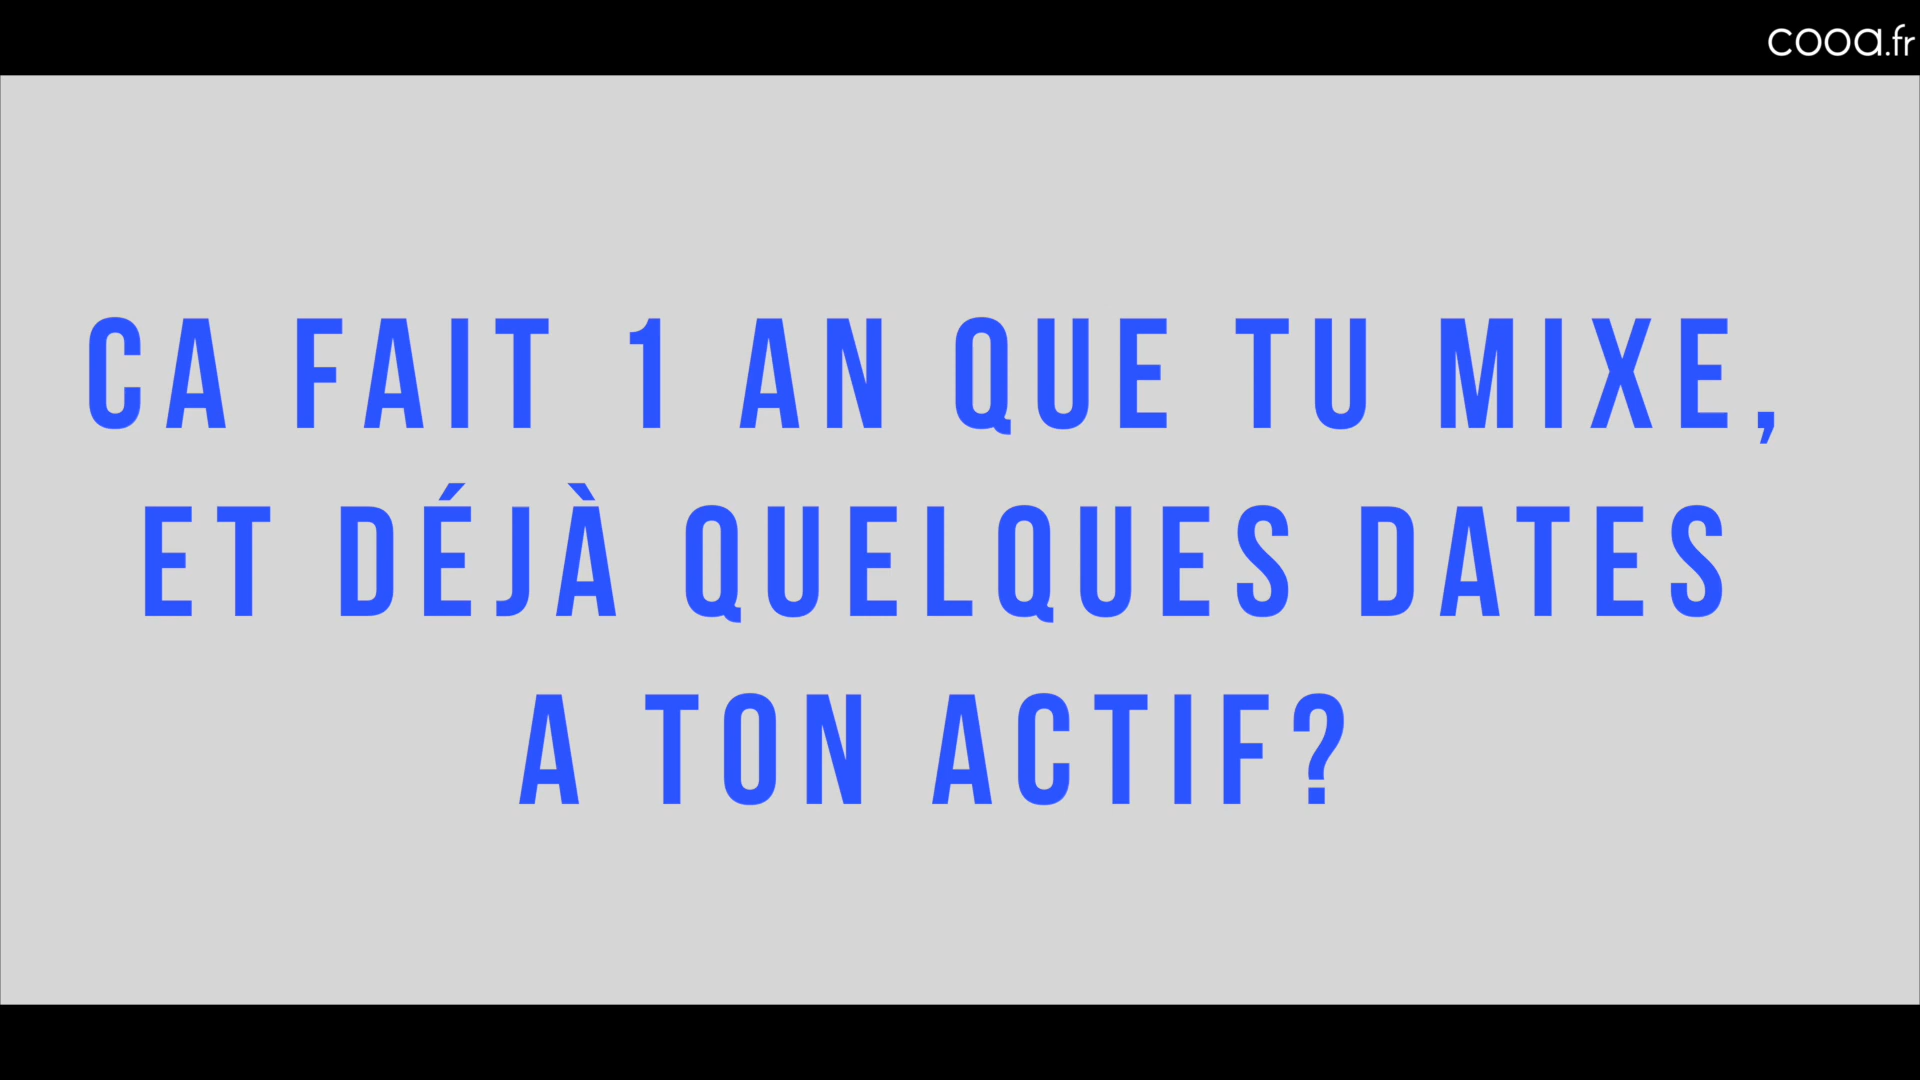 cooa.fr
CA FAIT 1 AN QUE TU MIXE,
ET DÉJÀ QUELQUES DATES
A TON ACTIF?